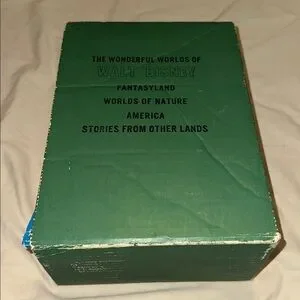 THE WONDERFUL WORLDS OF
WALT DISNEY
FANTASYLAND
WORLDS OF NATURE
AMERICA
STORIES FROM OTHER LANDS